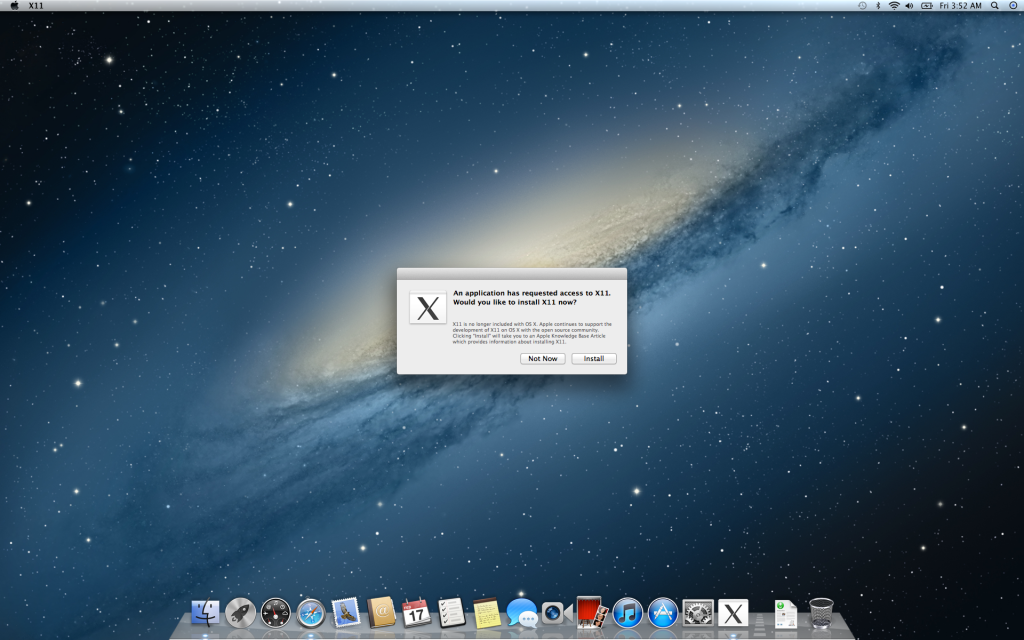 X11
Fri 3:52 AM
An application has requested access to X11.
Would you like to install X11 now?
X11 is no longer included with OS X. Apple continues to support the
development of X11 on OS X with the open source community.
Clicking "Install" will take you to an Apple Knowledge Base Article
which provides information about installing X11.
Not Now
Install
17